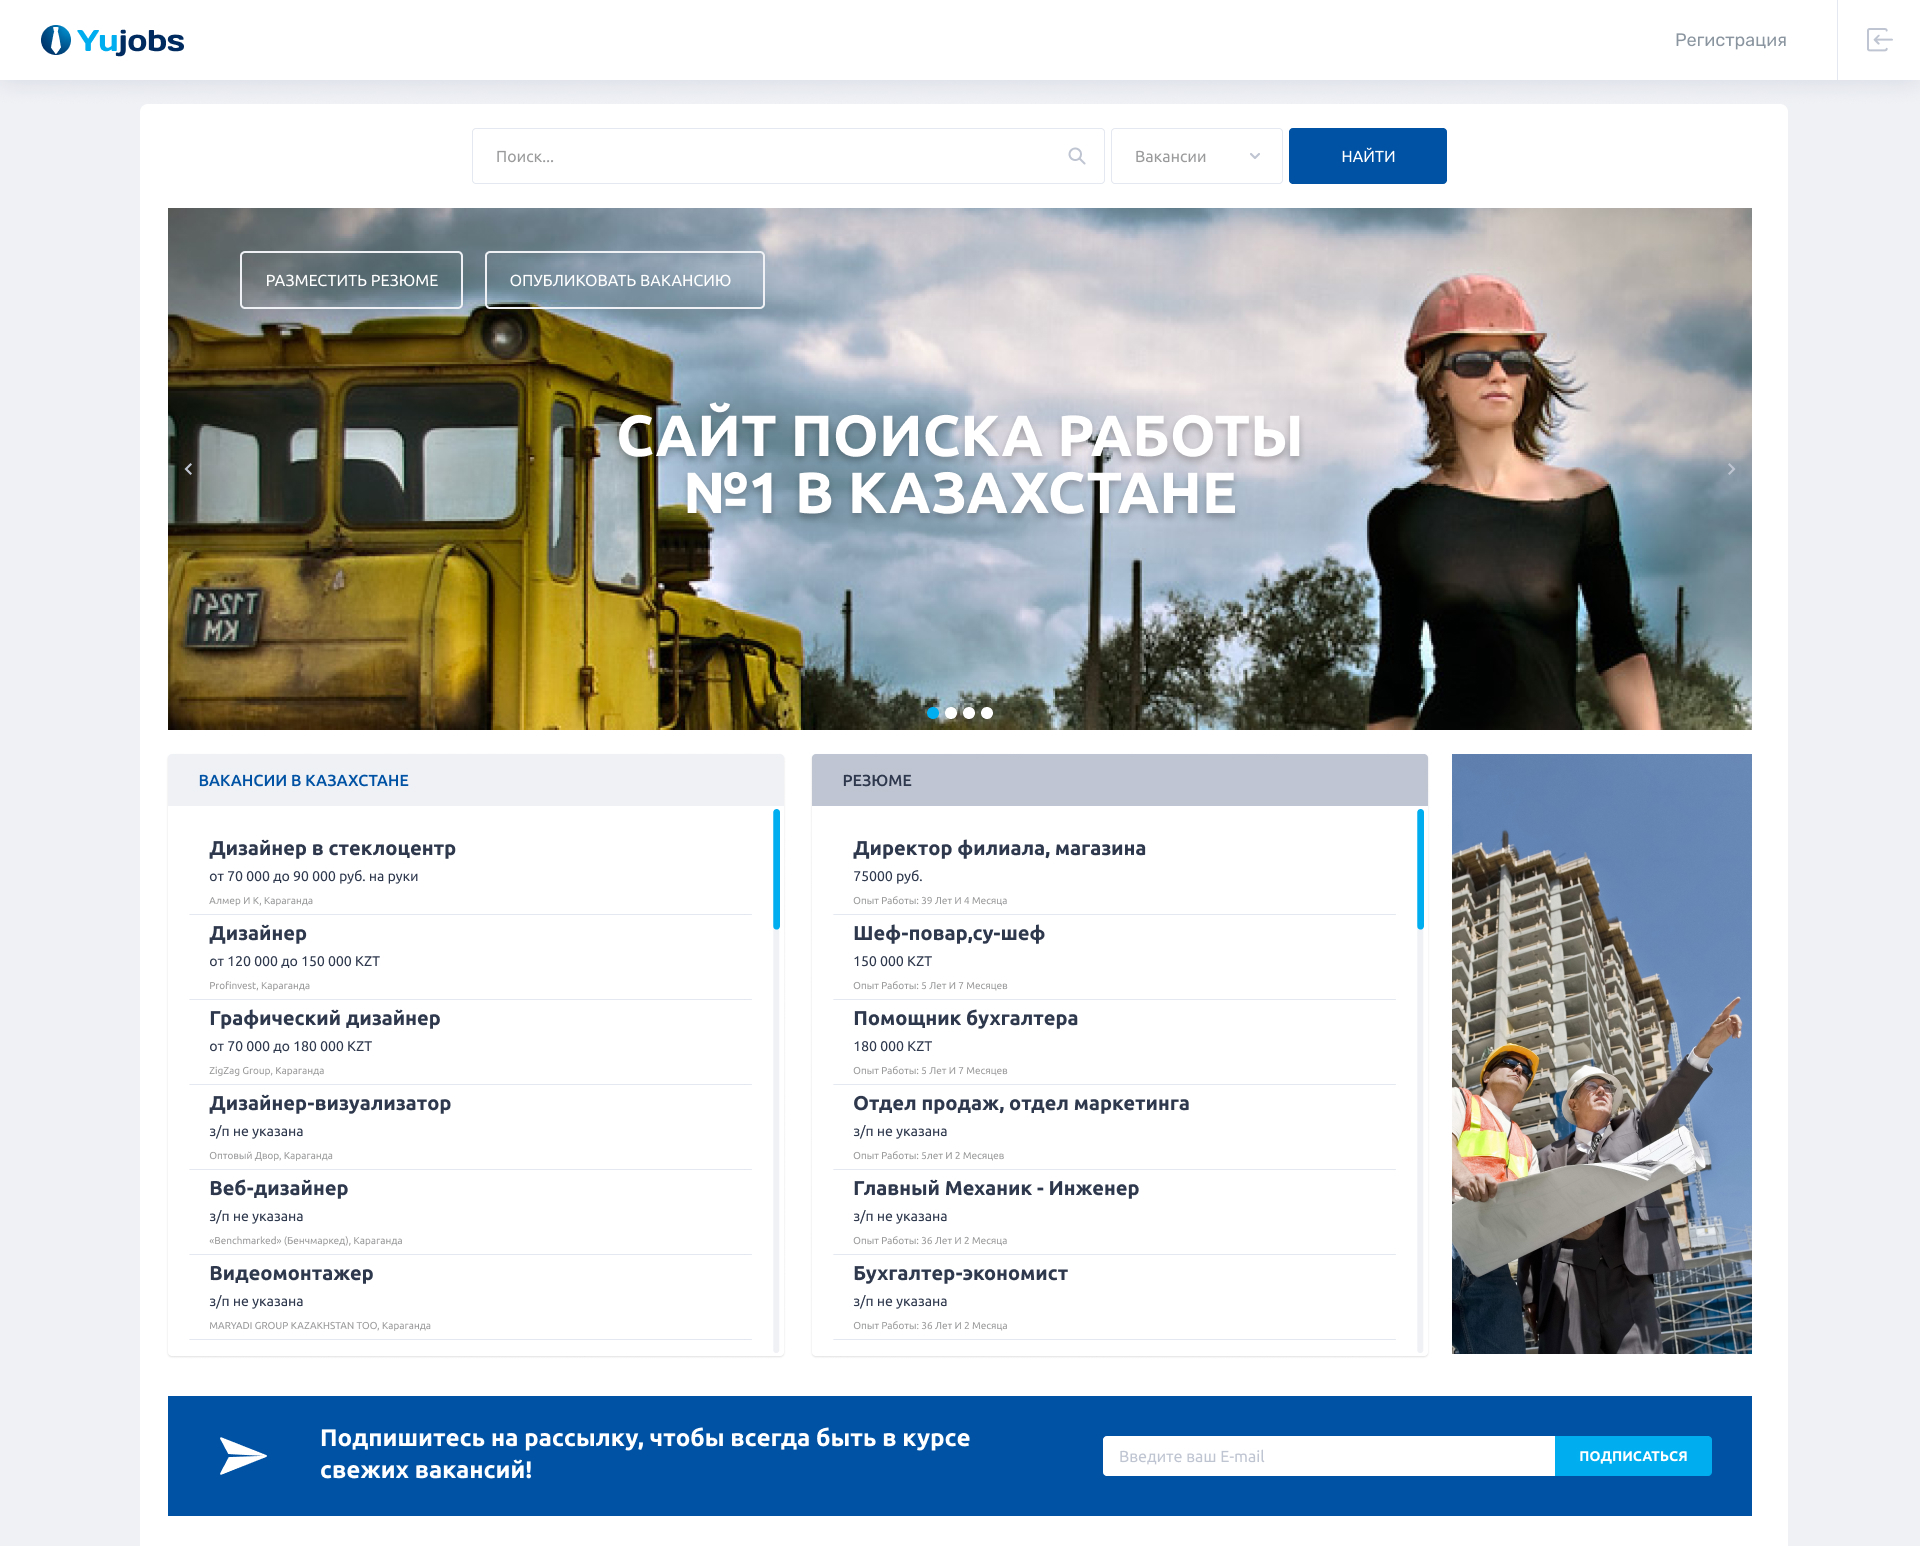 Yujobs
Регистрация
Поиск...
Вакансии
НАЙТИ
РАЗМЕСТИТЬ РЕЗЮМЕ
ОПУБЛИКОВАТЬ ВАКАНСИЮ
САЙТ ПОИСКА РАБОТЫ
№1 В КАЗАХСТАНЕ
Т1241
КМ
ВАКАНСИИ В КАЗАХСТАНЕ
Дизайнер в стеклоцентр
от 70 000 до 90 000 руб. на руки
Алмер И К, Караганда
Дизайнер
от 120 000 до 150 000 KZT
Profinvest, Караганда
Графический дизайнер
от 70 000 до 180 000 KZT
ZigZag Group, Караганда
Дизайнер-визуализатор
з/п не указана
Оптовый Двор, Караганда
Веб-дизайнер
з/п не указана
«Benchmarked» (Бенчмаркед), Караганда
Видеомонтажер
з/п не указана
MARYADI GROUP KAZAKHSTAN ТОО, Караганда
РЕЗЮМЕ
Директор филиала, магазина
75000 руб.
Опыт Работы: 39 Лет И 4 Месяца
Шеф-повар,су-шеф
150 000 KZT
Опыт Работы: 5 Лет И 7 Месяцев
Помощник бухгалтера
180 000 KZT
Опыт Работы: 5 Лет И 7 Месяцев
Отдел продаж, отдел маркетинга
з/п не указана
Опыт Работы: 5лет И 2 Месяцев
Главный Механик - Инженер
з/п не указана
Опыт Работы: 36 Лет И 2 Месяца
Бухгалтер-экономист
з/п не указана
Опыт Работы: 36 Лет И 2 Месяца
Подпишитесь на рассылку, чтобы всегда быть в курсе
свежих вакансий!
Введите ваш E-mail
ПОДПИСАТЬСЯ